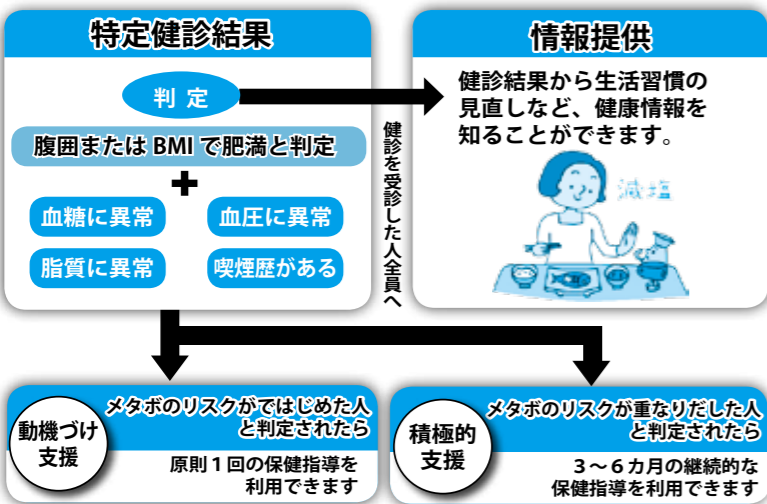 特定健診結果
判定
腹囲または BMI で肥満と判定
+
血糖に異常
血圧に異常
脂質に異常
喫煙歴がある
健診を受診した人全員へ
情報提供
健診結果から生活習慣の
見直しなど、健康情報を
知ることができます。
減塩
動機づけ
支援
メタボのリスクがではじめた人
と判定されたら
原則1回の保健指導を
利用できます
積極的
支援
メタボのリスクが重なりだした人
と判定されたら
3〜6カ月の継続的な
保健指導を利用できます